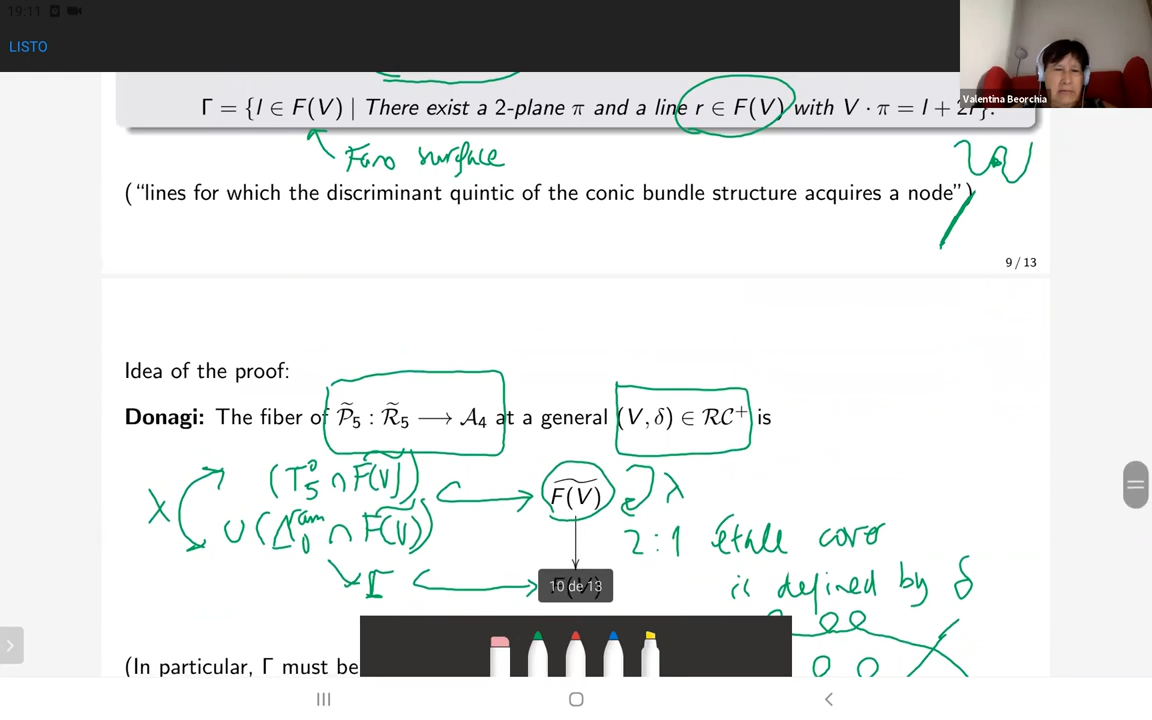 19:11
LISTO
Valentina Beorchia
Γ = {l ∈ F(V) | There exist a 2-plane π and a line r ∈ F(V) with V · π = l + 2r}.
Fano surface
("lines for which the discriminant quintic of the conic bundle structure acquires a node")
9 / 13
Idea of the proof:
Donagi: The fiber of P̃₅ : R̃₅ ⟶ A₄ at a general (V, δ) ∈ RC⁺ is
F̃(V)
λ
2:1 étale cover
is defined by δ
Γ
10 de 13
(In particular, Γ must be